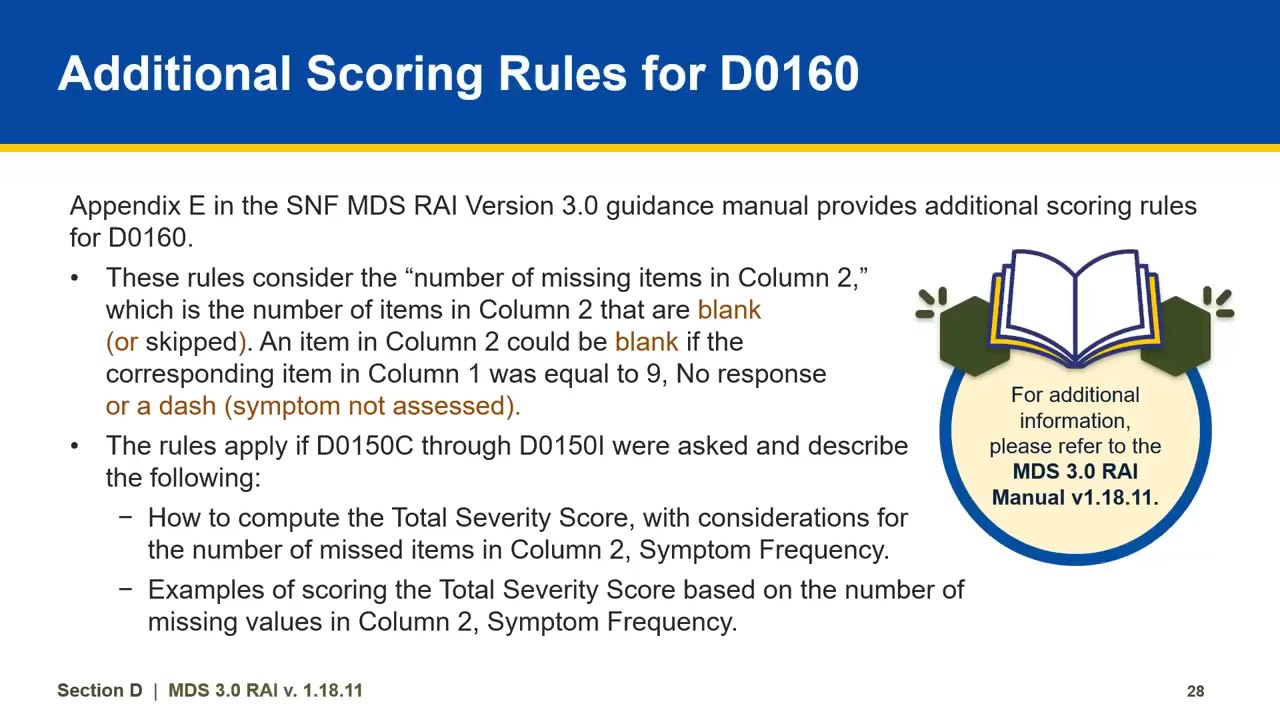 Additional Scoring Rules for D0160
Appendix E in the SNF MDS RAI Version 3.0 guidance manual provides additional scoring rules
for D0160.
• These rules consider the “number of missing items in Column 2,”
which is the number of items in Column 2 that are blank
(or skipped). An item in Column 2 could be blank if the
corresponding item in Column 1 was equal to 9, No response
or a dash (symptom not assessed).
• The rules apply if D0150C through D0150I were asked and describe
the following:
− How to compute the Total Severity Score, with considerations for
the number of missed items in Column 2, Symptom Frequency.
− Examples of scoring the Total Severity Score based on the number of
missing values in Column 2, Symptom Frequency.
For additional
information,
please refer to the
MDS 3.0 RAI
Manual v1.18.11.
Section D | MDS 3.0 RAI v. 1.18.11
28